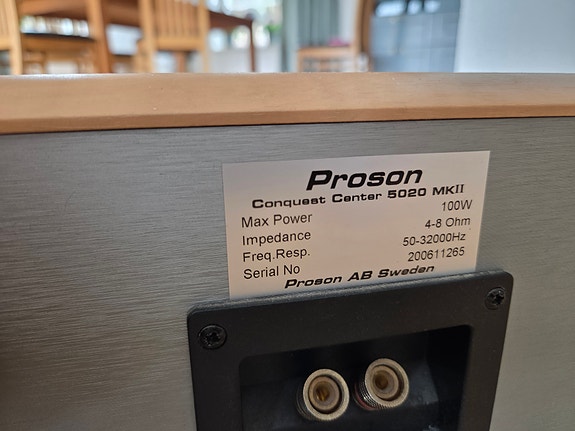 Proson
Conquest Center 5020 MKII
Max Power 100W
Impedance 4-8 Ohm
Freq.Resp. 50-32000Hz
Serial No 200611265
Proson AB Sweden